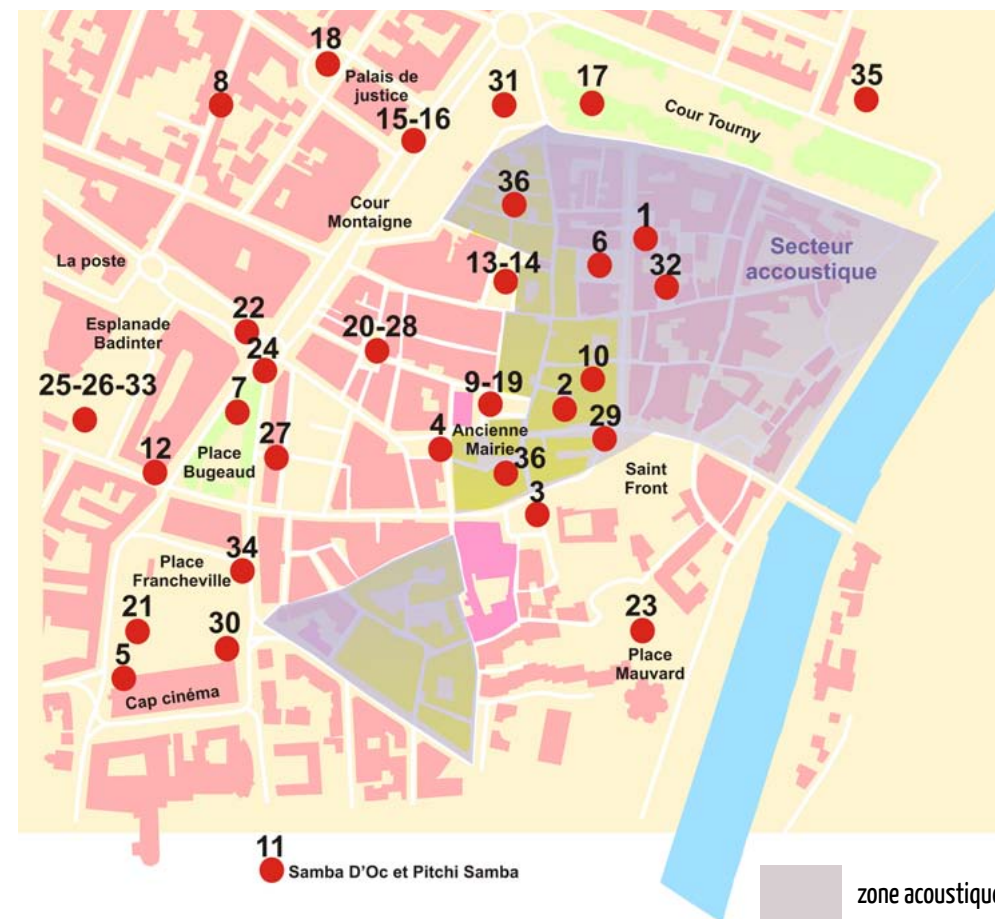 18
Palais de
justice
8
31
17
35
Cour Tourny
15-16
36
Cour
Montaigne
1
6
Secteur
accoustique
La poste
13-14
32
22
Esplanade
Badinter
20-28
24
10
25-26-33
7
9-19
2
4
Ancienne
Mairie
29
27
12
Place
Bugeaud
36
Saint
Front
3
34
Place
Francheville
21
30
23
5
Place
Mauvard
Cap cinéma
11
Samba D'Oc et Pitchi Samba
zone acoustique